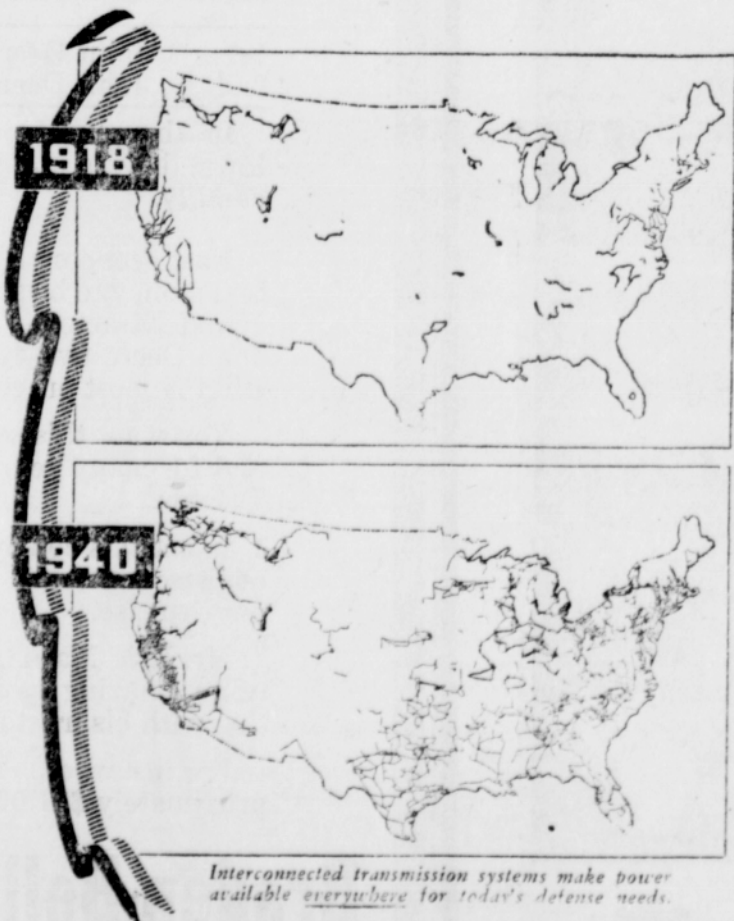 1918
1940
Interconnected transmission systems make power
available everywhere for today's defense needs.